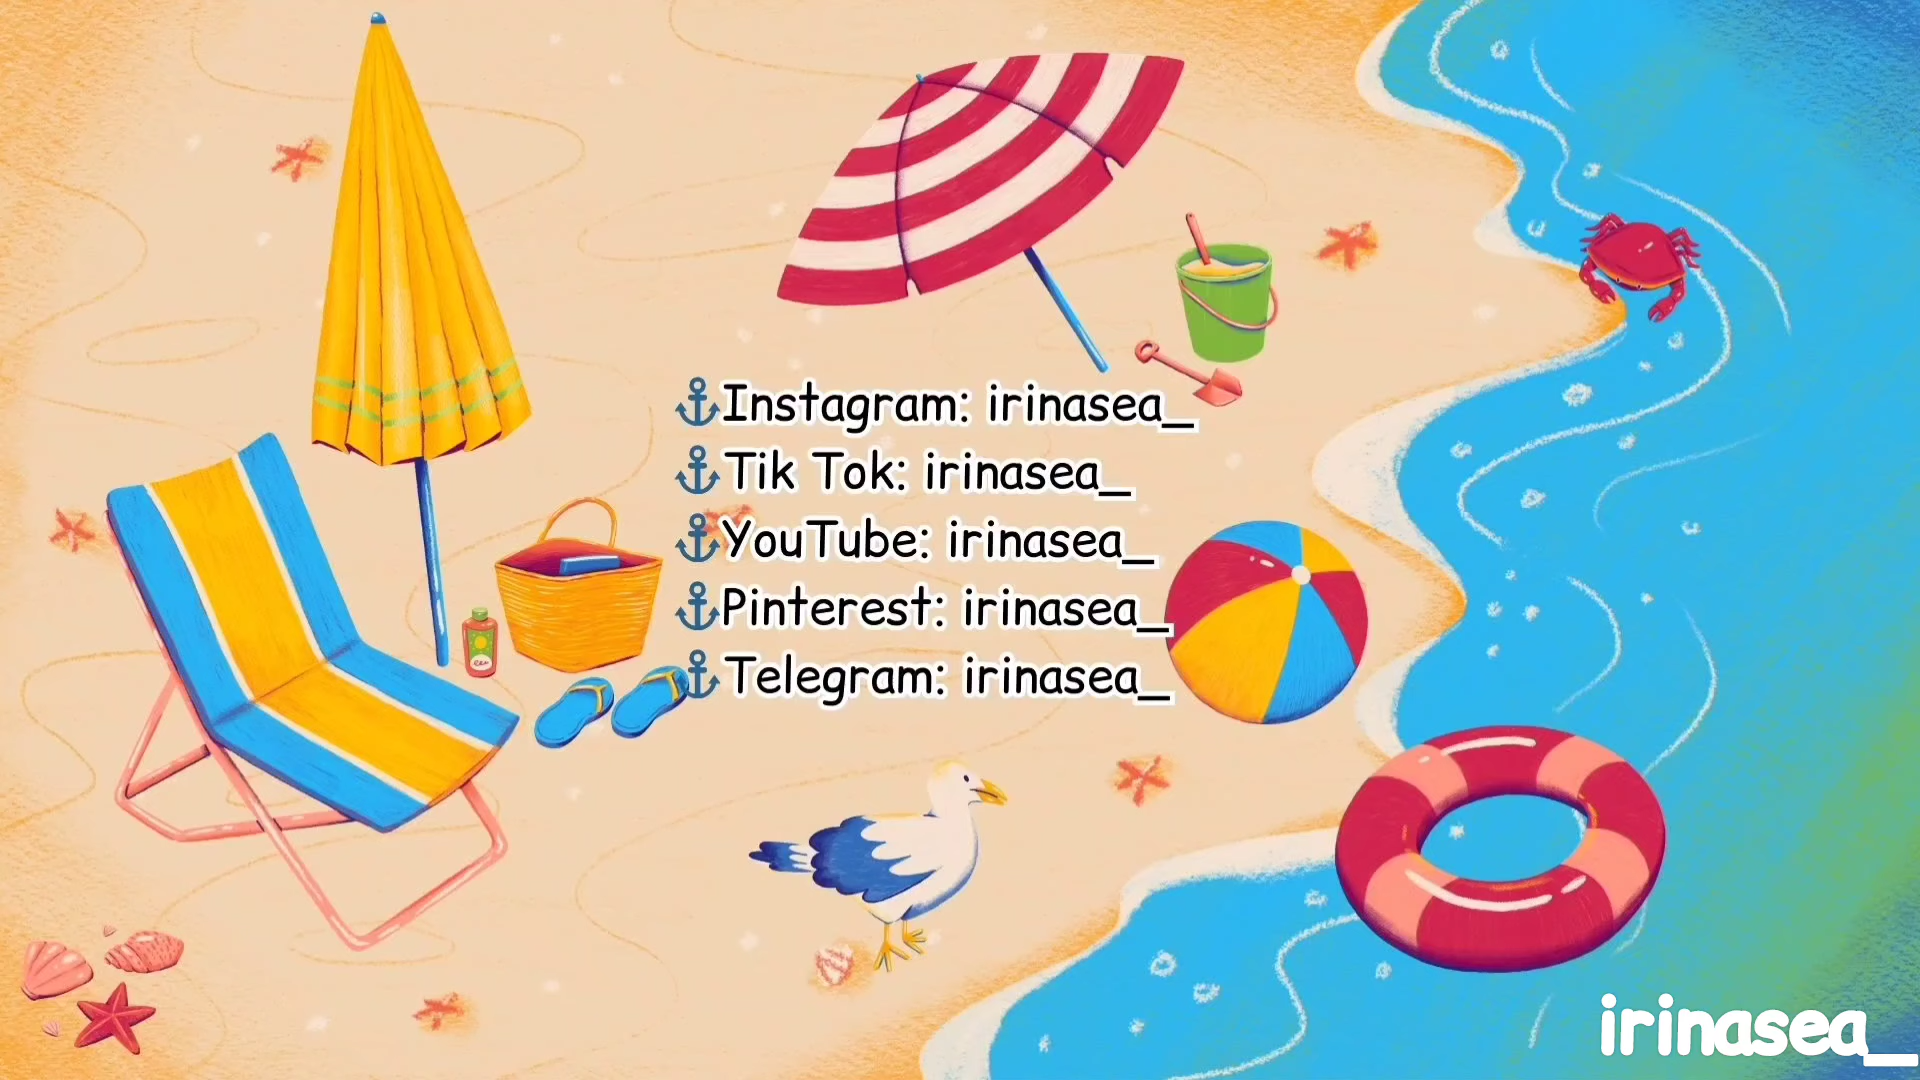 ⚓Instagram: irinasea_
⚓Tik Tok: irinasea_
⚓YouTube: irinasea_
⚓Pinterest: irinasea_
⚓Telegram: irinasea_
irinasea_